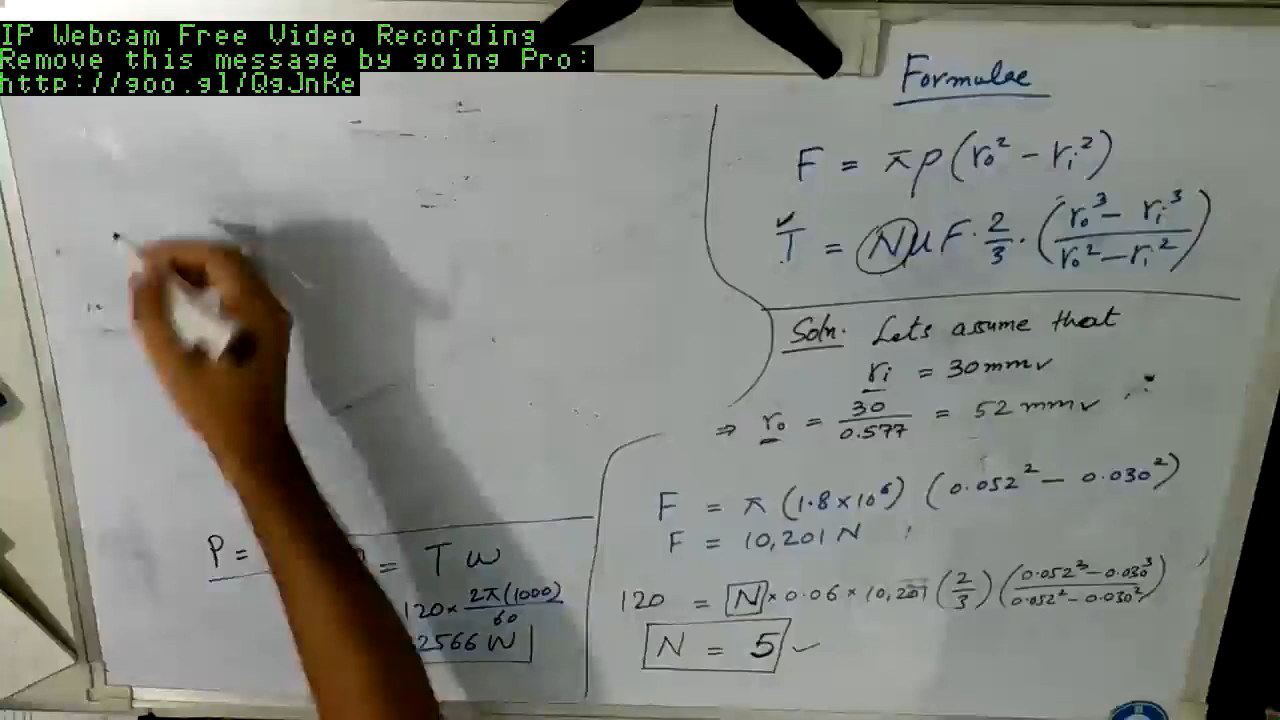 IP Webcam Free Video Recording
Remove this message by going Pro:
http://goo.gl/QgJnKe
Formulae
F = πp(r₀² - rᵢ²)
T = NμF · 2/3 · (r₀³ - rᵢ³ / r₀² - rᵢ²)
Soln. Lets assume that
rᵢ = 30mm
⇒ r₀ = 30/0.577 = 52 mm ∴
F = π (1.8×10⁶) (0.052² - 0.030²)
F = 10,201 N
120 = N × 0.06 × 10,201 (2/3) (0.052³ - 0.030³ / 0.052² - 0.030²)
N = 5
P = = Tω
120 × 2π(1000)/60
2566 W